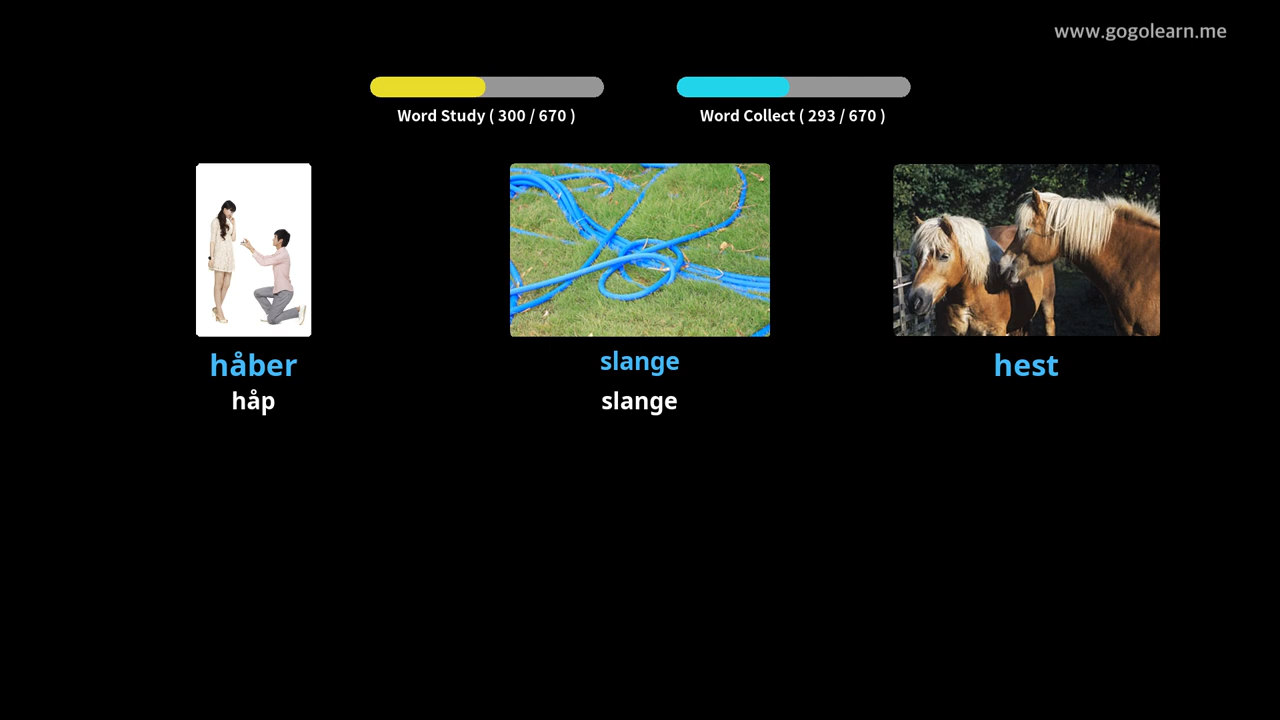 www.gogolearn.me
Word Study ( 300 / 670 )
Word Collect ( 293 / 670 )
håber
slange
hest
håp
slange